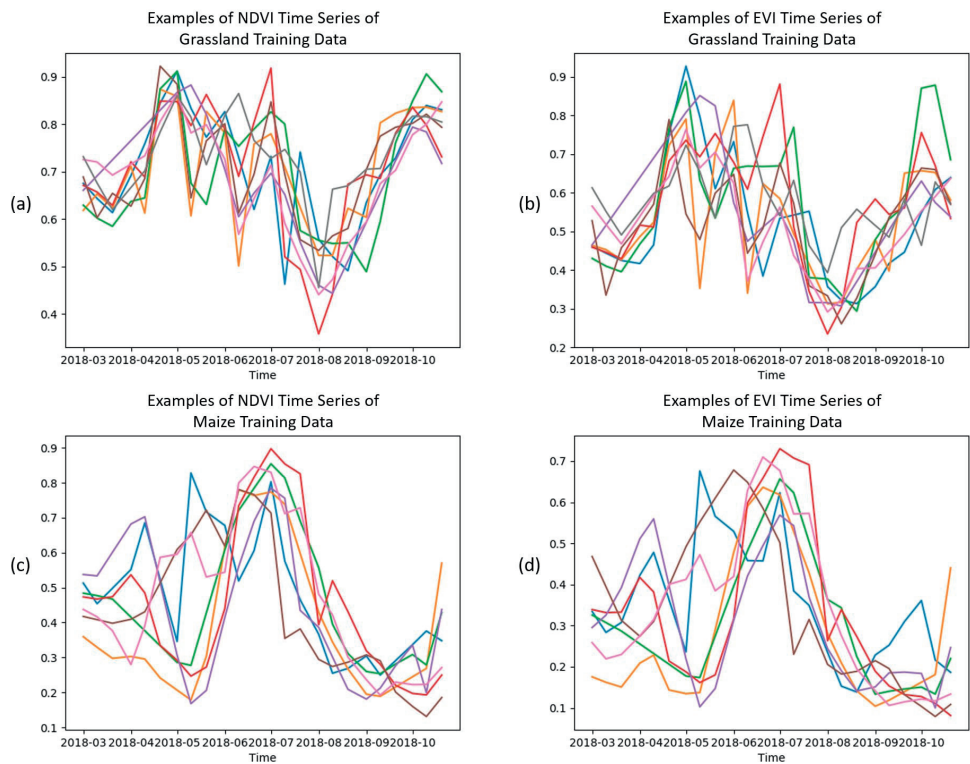 Examples of NDVI Time Series of
Grassland Training Data
(a)
0.9
0.8
0.7
0.6
0.5
0.4
2018-03 2018-04 2018-05 2018-06 2018-07 2018-08 2018-09 2018-10
Time
Examples of EVI Time Series of
Grassland Training Data
(b)
0.9
0.8
0.7
0.6
0.5
0.4
0.3
0.2
2018-03 2018-04 2018-05 2018-06 2018-07 2018-08 2018-09 2018-10
Time
Examples of NDVI Time Series of
Maize Training Data
(c)
0.9
0.8
0.7
0.6
0.5
0.4
0.3
0.2
0.1
2018-03 2018-04 2018-05 2018-06 2018-07 2018-08 2018-09 2018-10
Time
Examples of EVI Time Series of
Maize Training Data
(d)
0.7
0.6
0.5
0.4
0.3
0.2
0.1
2018-03 2018-04 2018-05 2018-06 2018-07 2018-08 2018-09 2018-10
Time